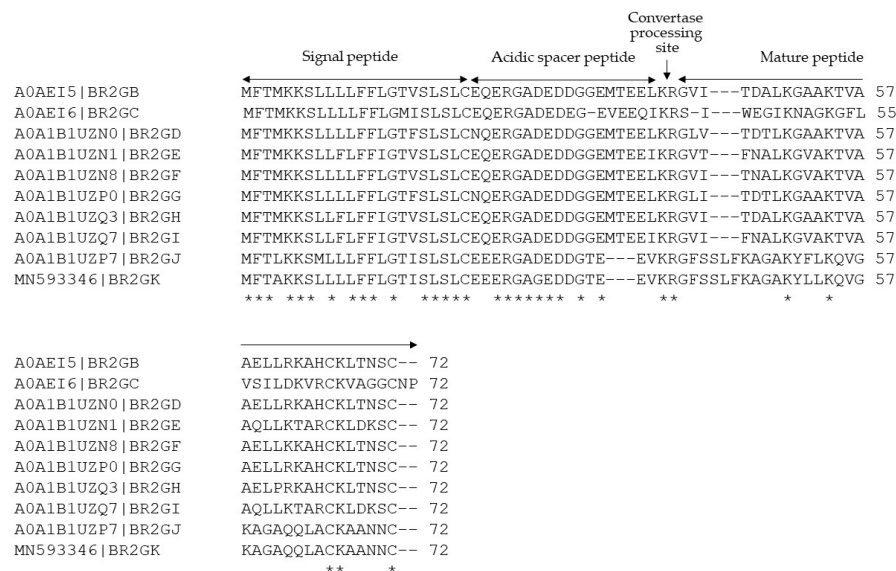 Convertase
processing
site
Signal peptide Acidic spacer peptide Mature peptide
A0AEI5|BR2GB MFTMKKSLLLLFFLGTVSLSLCEQERGADEDDGGEMTEELKRGVI---TDALKGAAKTVA 57
A0AEI6|BR2GC MFTMKKSLLLLFFLGMISLSLCEQERGADEDEG-EVEEQIKRS-I---WEGIKNAGKGFL 55
A0A1B1UZN0|BR2GD MFTMKKSLLLLFFLGTVSLSLCNQERGADEDDGGEMTEELKRGLV---TDTLKGAAKTVA 57
A0A1B1UZN1|BR2GE MFTMKKSLLFLFFIGTVSLSLCEQERGADEDDGGEMTEEIKRGVT---FNALKGVAKTVA 57
A0A1B1UZN8|BR2GF MFTMKKSLLLLFFIGTVSLSLCEQERGADEDDGGEMTEELKRGVI---TNALKGVAKTVA 57
A0A1B1UZP0|BR2GG MFTMKKSLLLLFFLGTFSLSLCNQERGADEDDGGEMTEELKRGLI---TDTLKGAAKTVA 57
A0A1B1UZQ3|BR2GH MFTMKKSLLLLFFIGTVSLSLCEQERGADEDDGGEMTEELKRGVI---TDALKGAAKTVA 57
A0A1B1UZQ7|BR2GI MFTMKKSLLFLFFIGTVSLSLCEQERGADEDDGGEMTEEIKRGVI---FNALKGVAKTVA 57
A0A1B1UZP7|BR2GJ MFTLKKSMLLLFFLGTISLSLCEEERGADEDDGTE---EVKRGFSSLFKAGAKYFLKQVG 57
MN593346|BR2GK MFTAKKSLLLLFFLGTISLSLCEEERGAGEDDGTE---EVKRGFSSLFKAGAKYLLKQVG 57
*** *** * *** * ***** ******* * * ** * *
A0AEI5|BR2GB AELLRKAHCKLTNSC-- 72
A0AEI6|BR2GC VSILDKVRCKVAGGCNP 72
A0A1B1UZN0|BR2GD AELLRKAHCKLTNSC-- 72
A0A1B1UZN1|BR2GE AQLLKTARCKLDKSC-- 72
A0A1B1UZN8|BR2GF AELLKKAHCKLTNSC-- 72
A0A1B1UZP0|BR2GG AELLRKAHCKLTNSC-- 72
A0A1B1UZQ3|BR2GH AELPRKAHCKLTNSC-- 72
A0A1B1UZQ7|BR2GI AQLLKTARCKLDKSC-- 72
A0A1B1UZP7|BR2GJ KAGAQQLACKAANNC-- 72
MN593346|BR2GK KAGAQQLACKAANNC-- 72
** *